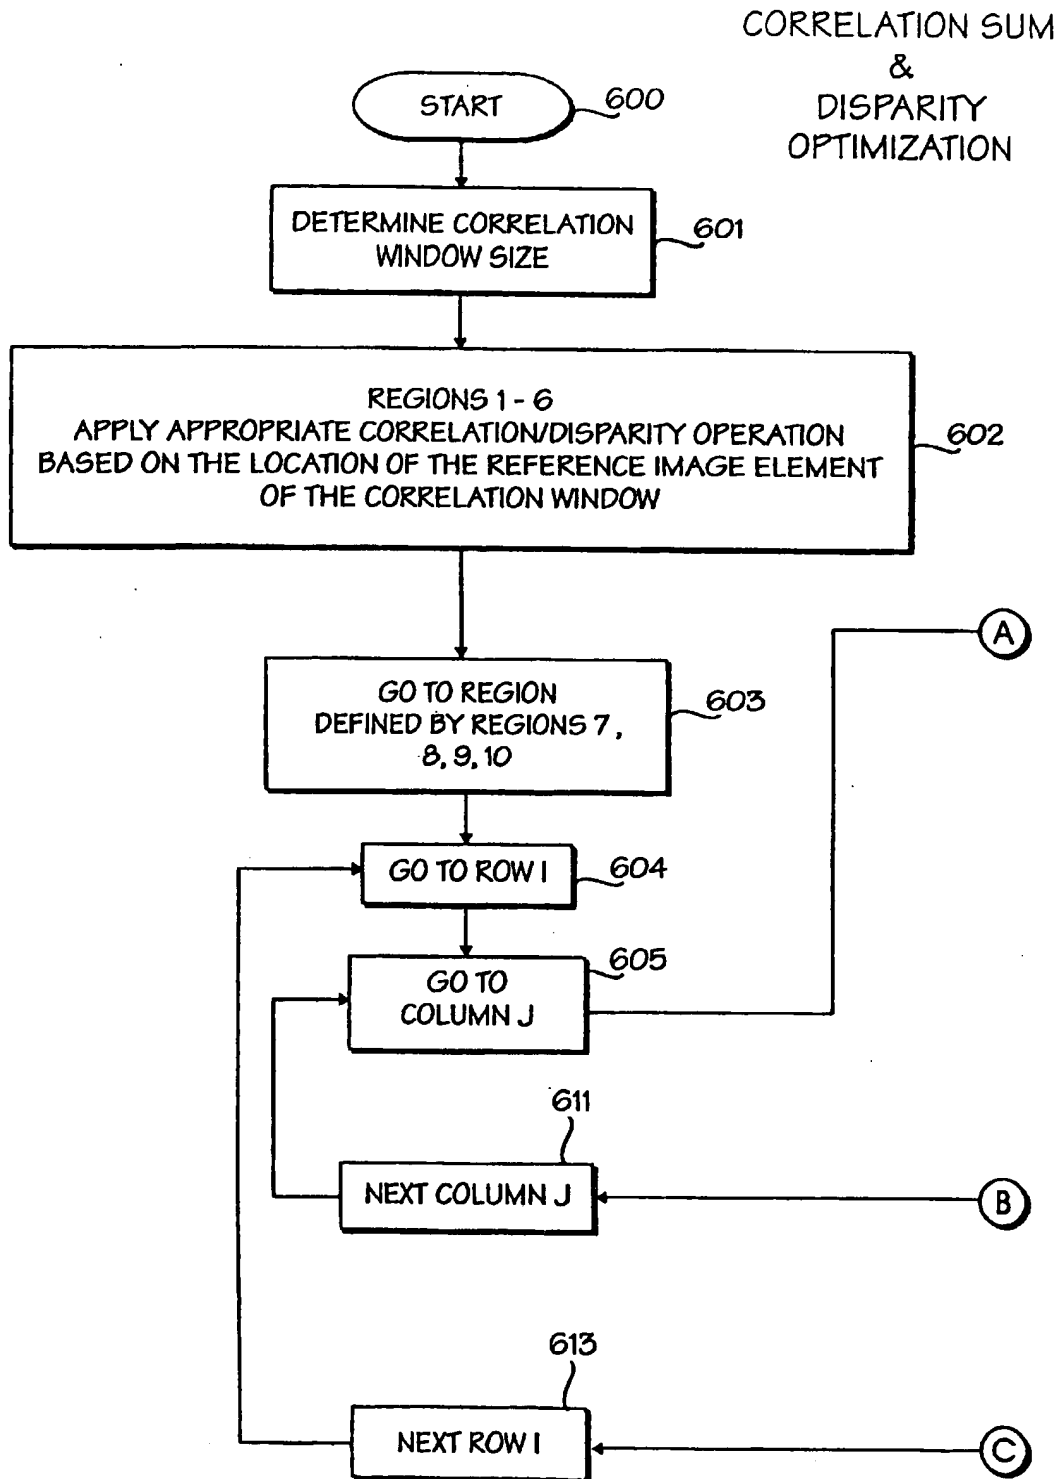 CORRELATION SUM
&
DISPARITY
OPTIMIZATION
START
600
DETERMINE CORRELATION
WINDOW SIZE
601
REGIONS 1 - 6
APPLY APPROPRIATE CORRELATION/DISPARITY OPERATION
BASED ON THE LOCATION OF THE REFERENCE IMAGE ELEMENT
OF THE CORRELATION WINDOW
602
A
GO TO REGION
DEFINED BY REGIONS 7,
8, 9, 10
603
GO TO ROW I
604
GO TO
COLUMN J
605
611
NEXT COLUMN J
B
613
NEXT ROW I
C